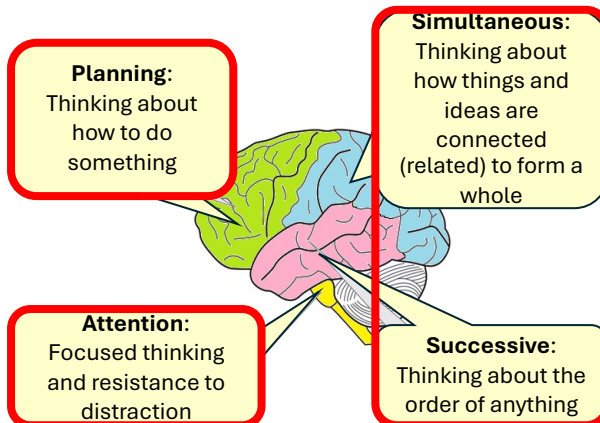 Planning:
Thinking about
how to do
something
Simultaneous:
Thinking about
how things and
ideas are
connected
(related) to form a
whole
Attention:
Focused thinking
and resistance to
distraction
Successive:
Thinking about the
order of anything